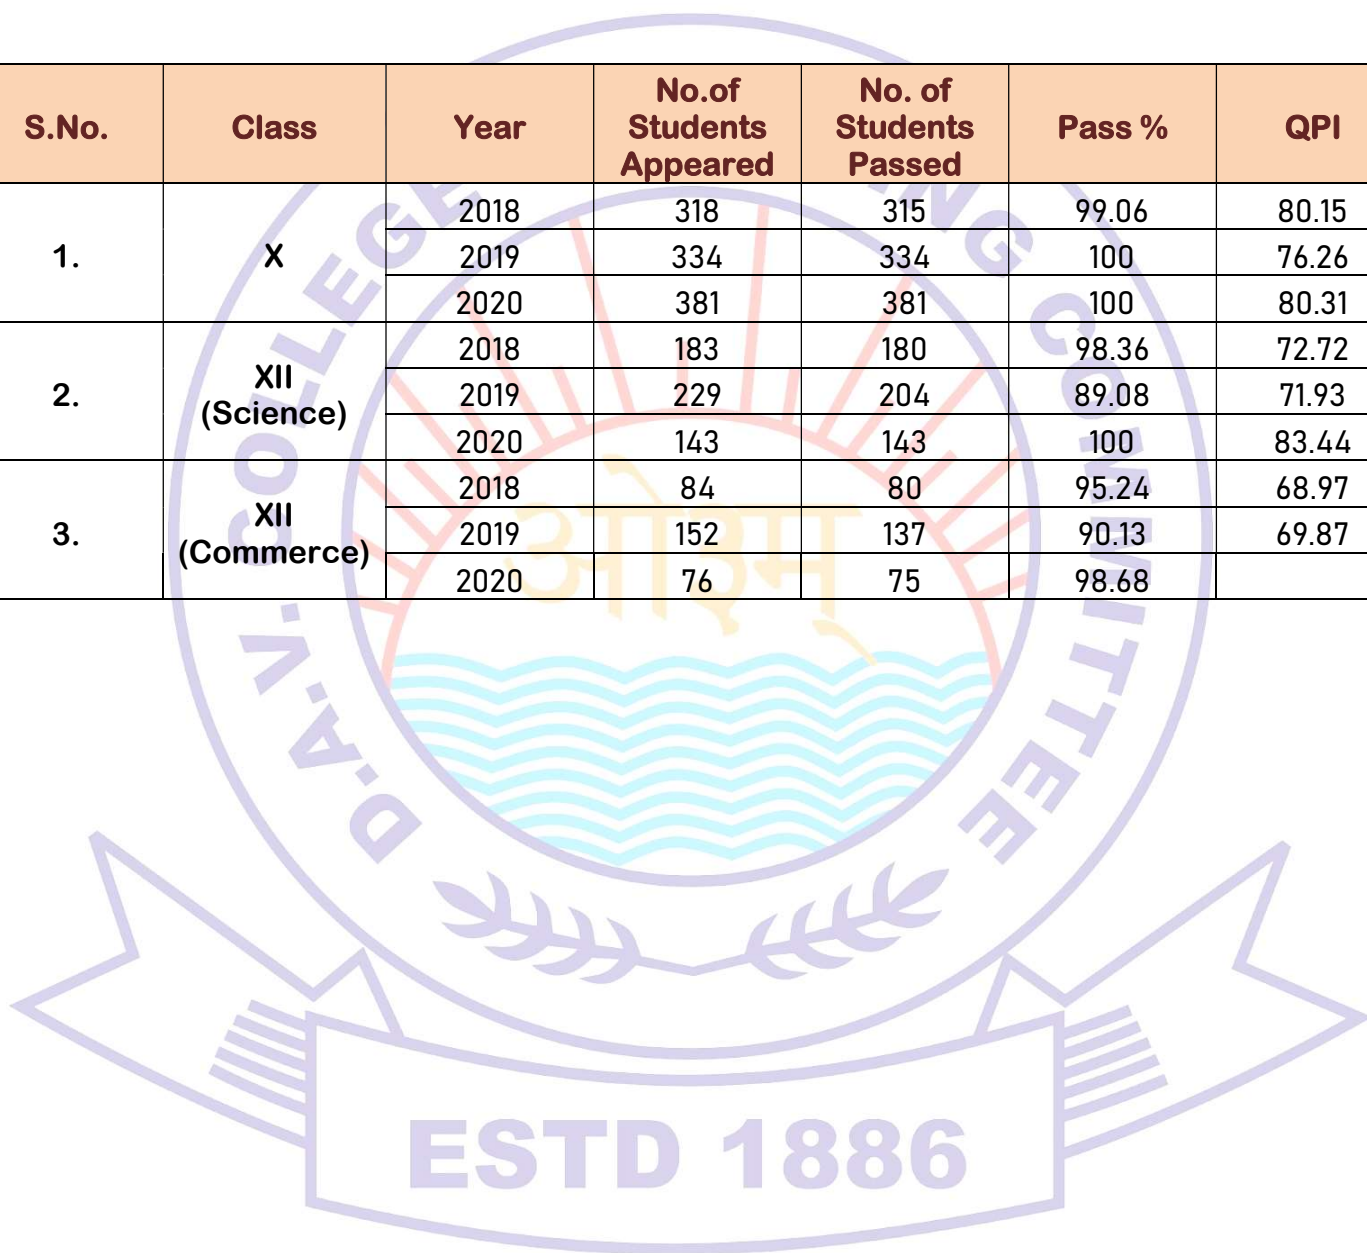 S.No. Class Year No.of Students Appeared No. of Students Passed Pass % QPI
1. X 2018 318 315 99.06 80.15
2019 334 334 100 76.26
2020 381 381 100 80.31
2. XII (Science) 2018 183 180 98.36 72.72
2019 229 204 89.08 71.93
2020 143 143 100 83.44
3. XII (Commerce) 2018 84 80 95.24 68.97
2019 152 137 90.13 69.87
2020 76 75 98.68
D.A.V. COLLEGE COMMITTEE
ओ३म्
ESTD 1886